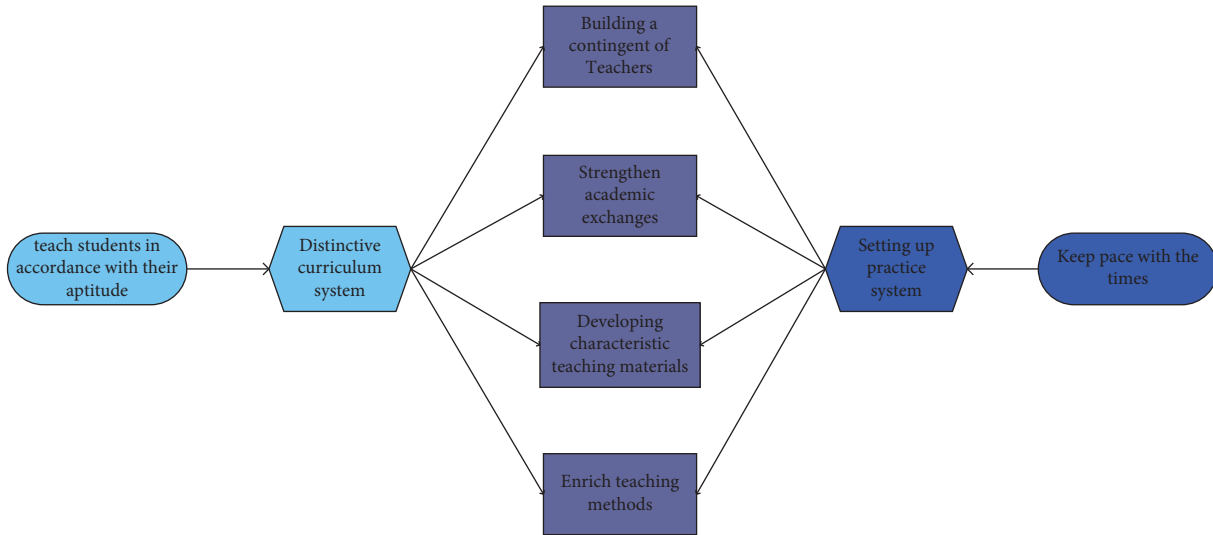 teach students in
accordance with their
aptitude
Distinctive
curriculum
system
Building a
contingent of
Teachers
Strengthen
academic
exchanges
Developing
characteristic
teaching materials
Enrich teaching
methods
Setting up
practice
system
Keep pace with the
times